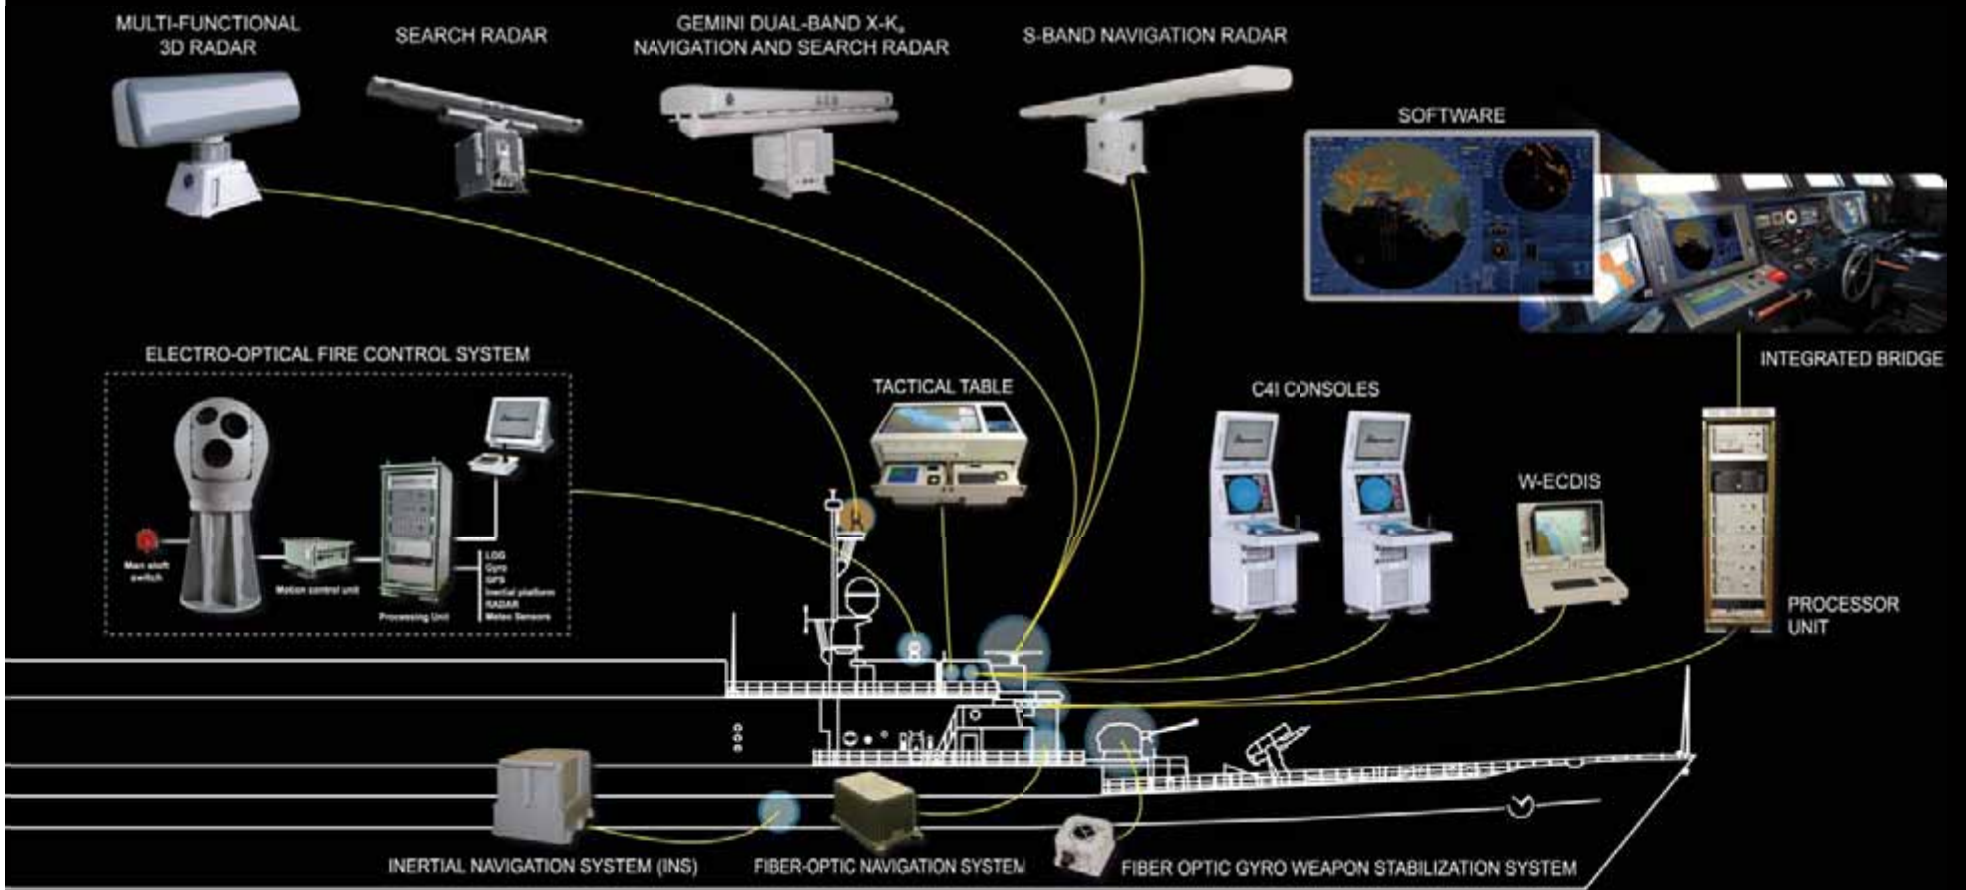 MULTI-FUNCTIONAL
3D RADAR
SEARCH RADAR
GEMINI DUAL-BAND X-Ka
NAVIGATION AND SEARCH RADAR
S-BAND NAVIGATION RADAR
SOFTWARE
INTEGRATED BRIDGE
ELECTRO-OPTICAL FIRE CONTROL SYSTEM
Man aloft
switch
Motion control unit
Processing Unit
LOG
Gyro
GPS
Inertial platform
RADAR
Meteo Sensors
TACTICAL TABLE
C4I CONSOLES
W-ECDIS
PROCESSOR
UNIT
INERTIAL NAVIGATION SYSTEM (INS)
FIBER-OPTIC NAVIGATION SYSTEM
FIBER OPTIC GYRO WEAPON STABILIZATION SYSTEM